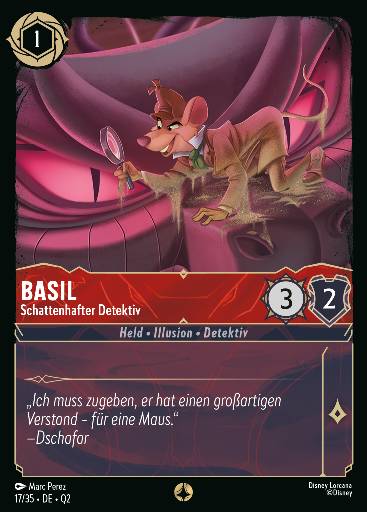 1
BASIL
Schattenhafter Detektiv
3
2
Held • Illusion • Detektiv
„Ich muss zugeben, er hat einen großartigen
Verstand – für eine Maus.“
–Dschafar
Marc Perez
17/35 • DE • Q2
Disney Lorcana
©Disney